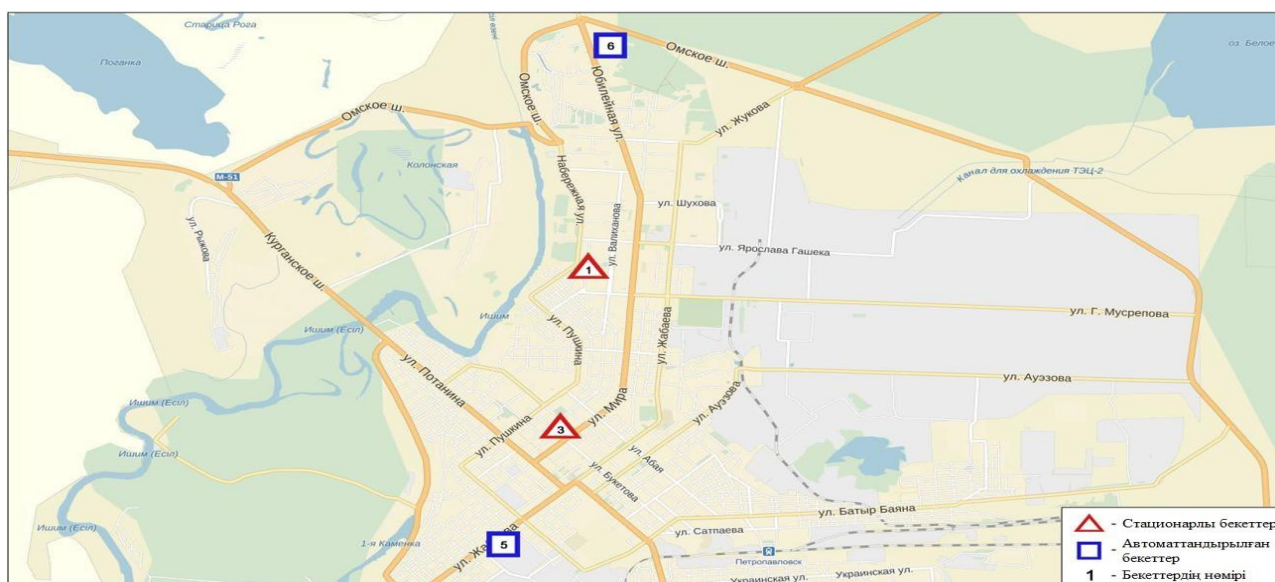 Старица Рога
6
Омское ш.
оз. Белое
Поганка
Омское ш.
Юбилейная ул.
Омское ш.
ул. Жукова
Колонская
М-51
Набережная ул.
Канал для охлаждения ТЭЦ-2
ул. Рыжова
ул. Валиханова
ул. Шухова
Курганское ш.
ул. Ярослава Гашека
1
Ишим
Ишим (Есіл)
ул. Пушкина
ул. Жабаева
ул. Г. Мусрепова
ул. Потанина
ул. Ауэзова
Ишим (Есіл)
ул. Мира
ул. Ауэзова
ул. Пушкина
3
Ишим (Есіл)
ул. Абая
ул. Букетова
ул. Батыр Баяна
Ишим (Есіл)
1-я Каменка
5
ул. Сатпаева
Петропавловск
Украинская ул.
Украинская ул.
- Стационарлы бекеттер
- Автоматтандырылған
бекеттер
1 - Бекеттердің нөмірі